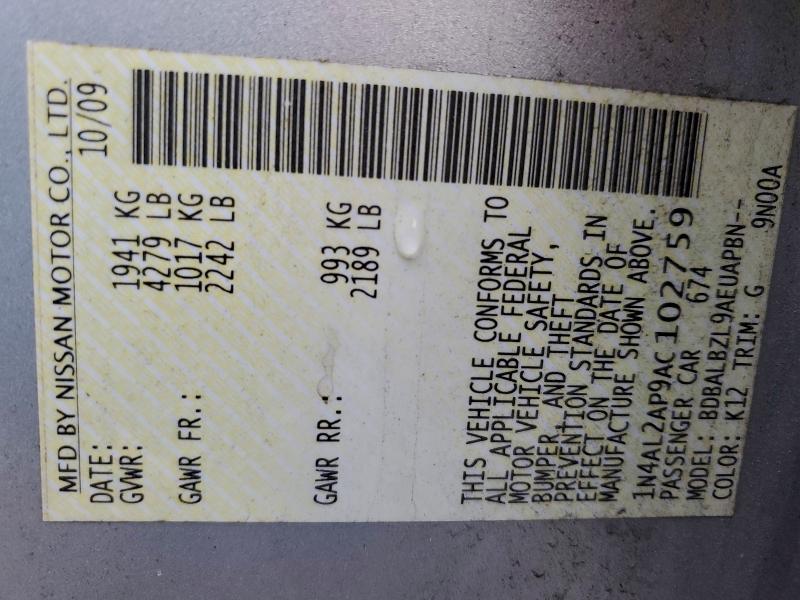 MFD BY NISSAN MOTOR CO., LTD.
DATE: 10/09
GVWR: 1941 KG
4279 LB
GAWR FR.: 1017 KG
2242 LB
GAWR RR.: 993 KG
2189 LB
THIS VEHICLE CONFORMS TO
ALL APPLICABLE FEDERAL
MOTOR VEHICLE SAFETY,
BUMPER, AND THEFT
PREVENTION STANDARDS IN
EFFECT ON THE DATE OF
MANUFACTURE SHOWN ABOVE.
1N4AL2AP9AC102759
PASSENGER CAR 674
MODEL: BDBALBZL9AEUAPBN--
COLOR: K12 TRIM: G 9N00A